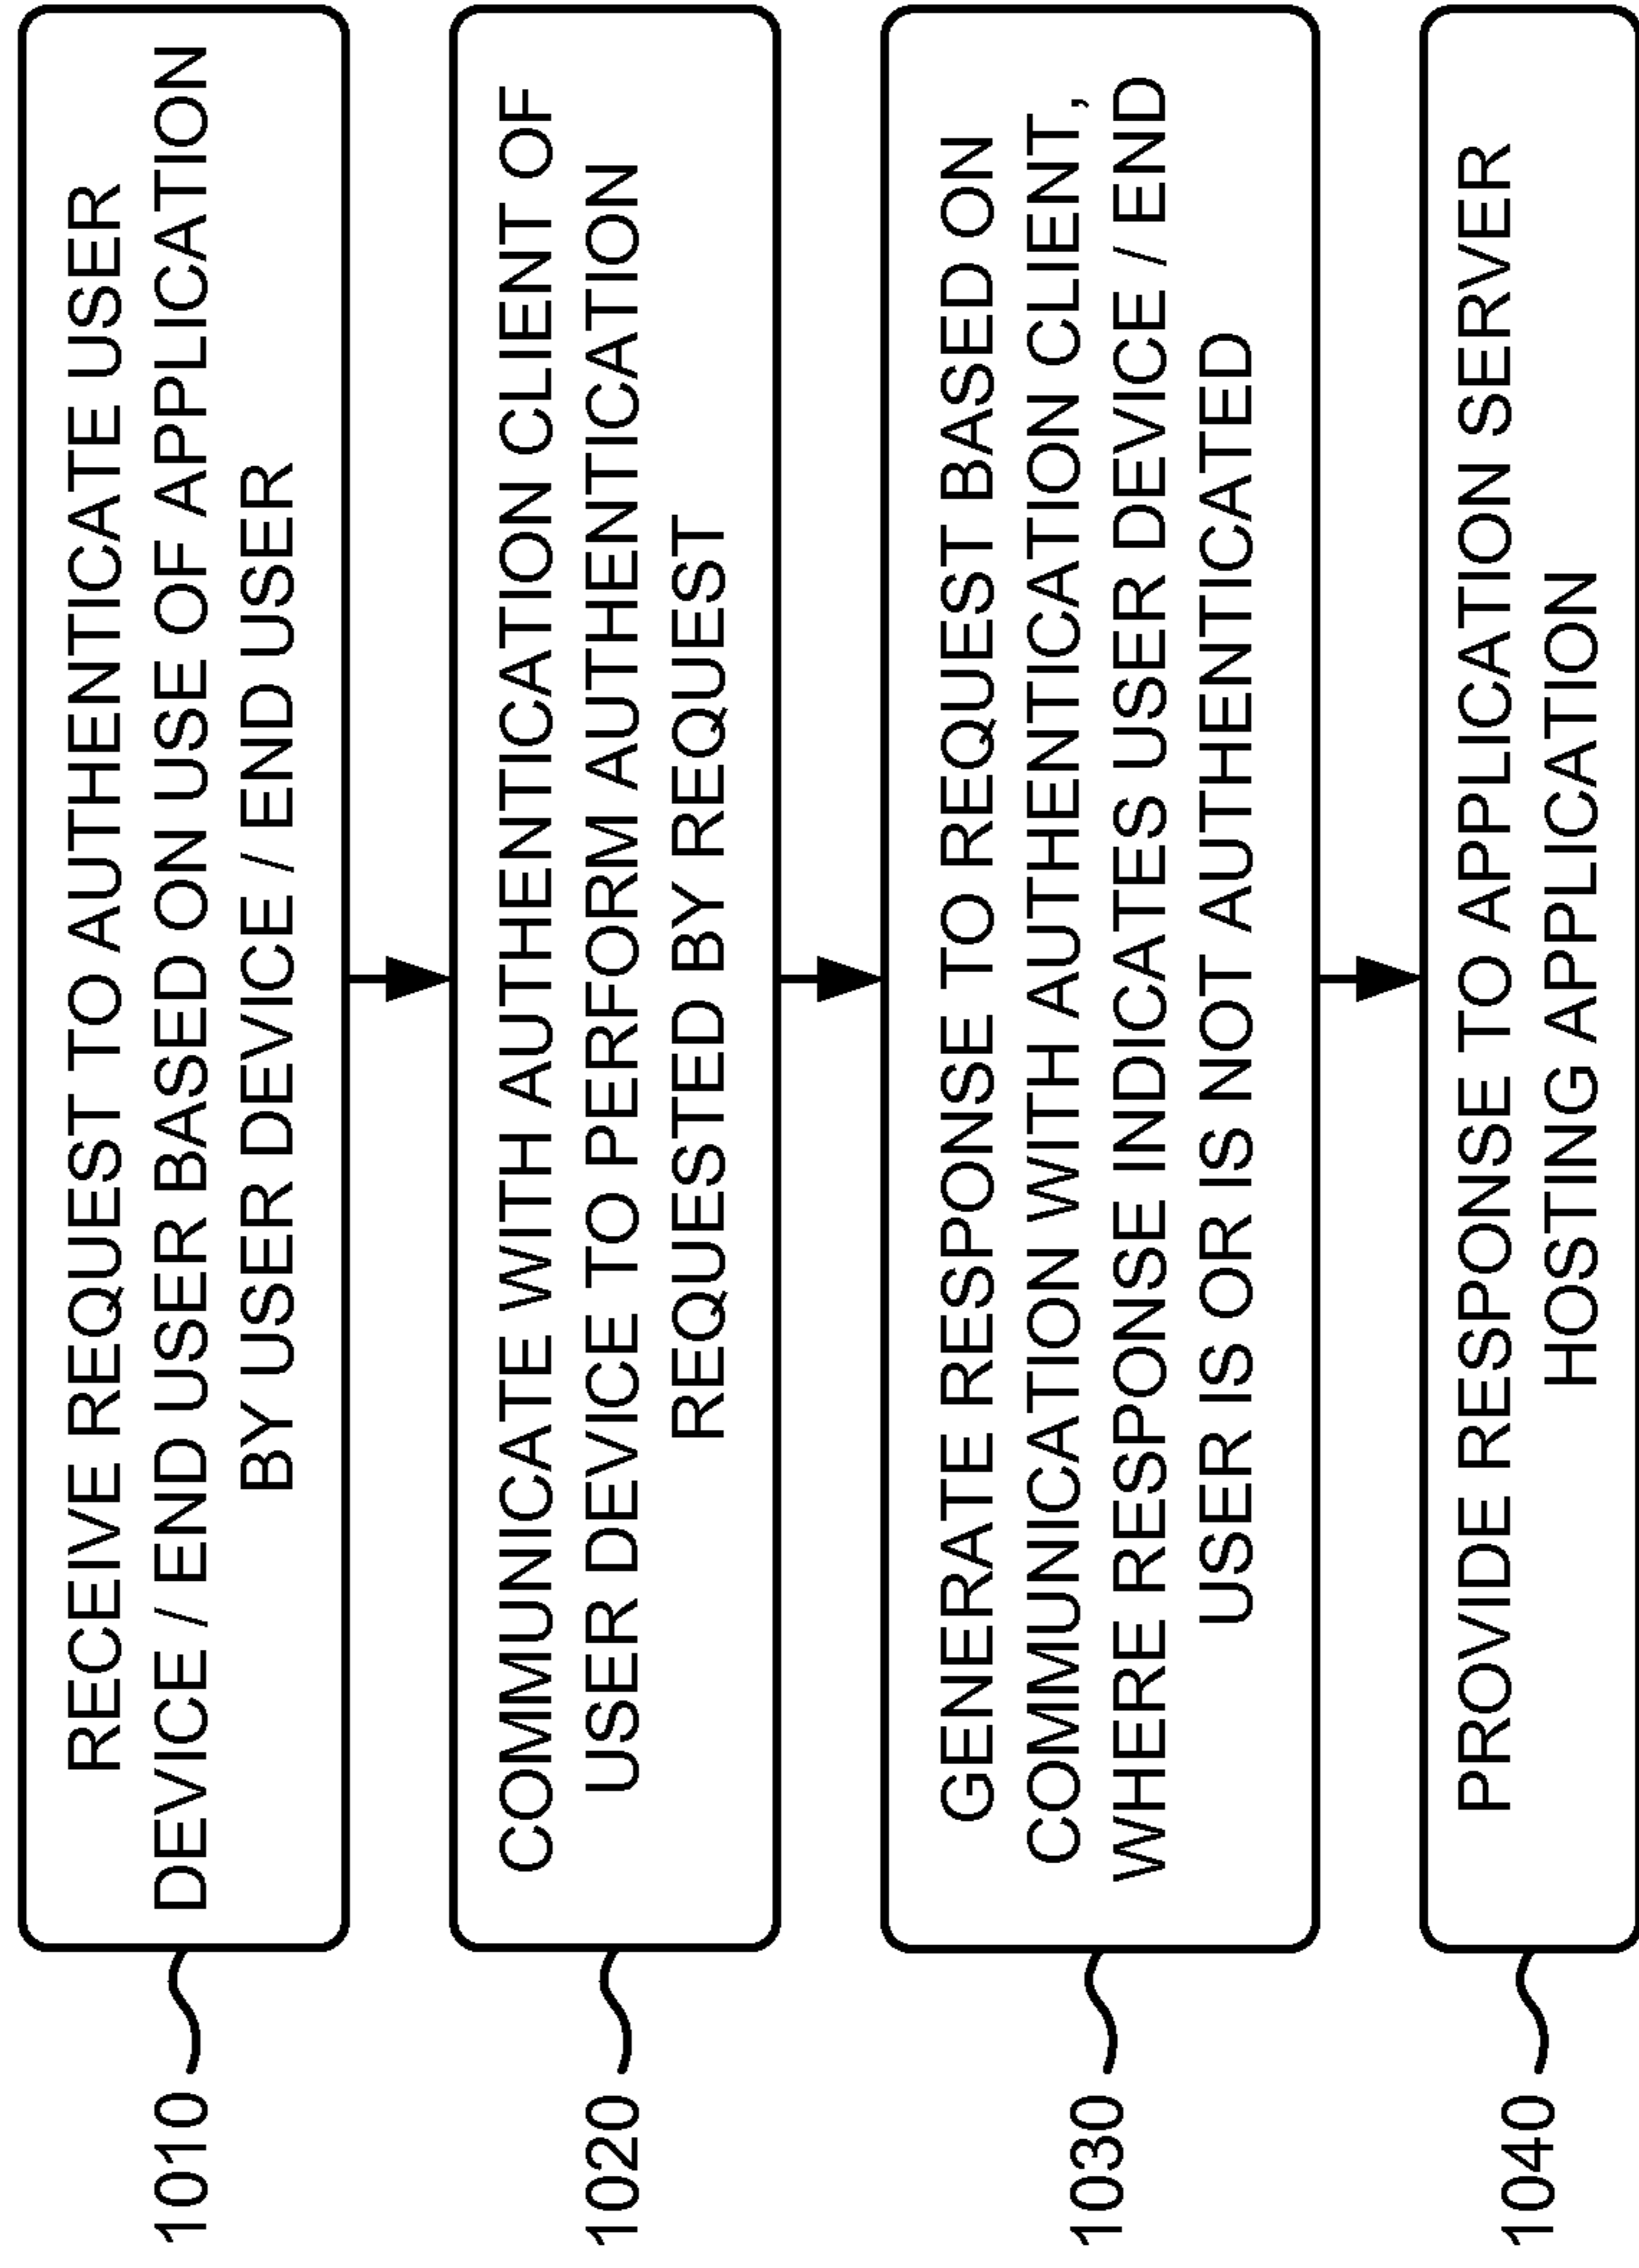 RECEIVE REQUEST TO AUTHENTICATE USER
DEVICE / END USER BASED ON USE OF APPLICATION
BY USER DEVICE / END USER
1010
COMMUNICATE WITH AUTHENTICATION CLIENT OF
USER DEVICE TO PERFORM AUTHENTICATION
REQUESTED BY REQUEST
1020
GENERATE RESPONSE TO REQUEST BASED ON
COMMUNICATION WITH AUTHENTICATION CLIENT,
WHERE RESPONSE INDICATES USER DEVICE / END
USER IS OR IS NOT AUTHENTICATED
1030
PROVIDE RESPONSE TO APPLICATION SERVER
HOSTING APPLICATION
1040